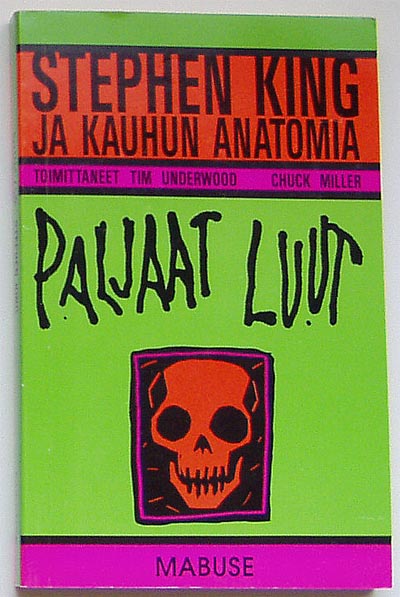 STEPHEN KING
JA KAUHUN ANATOMIA
TOIMITTANEET TIM UNDERWOOD CHUCK MILLER
PALJAAT LUUT
MABUSE